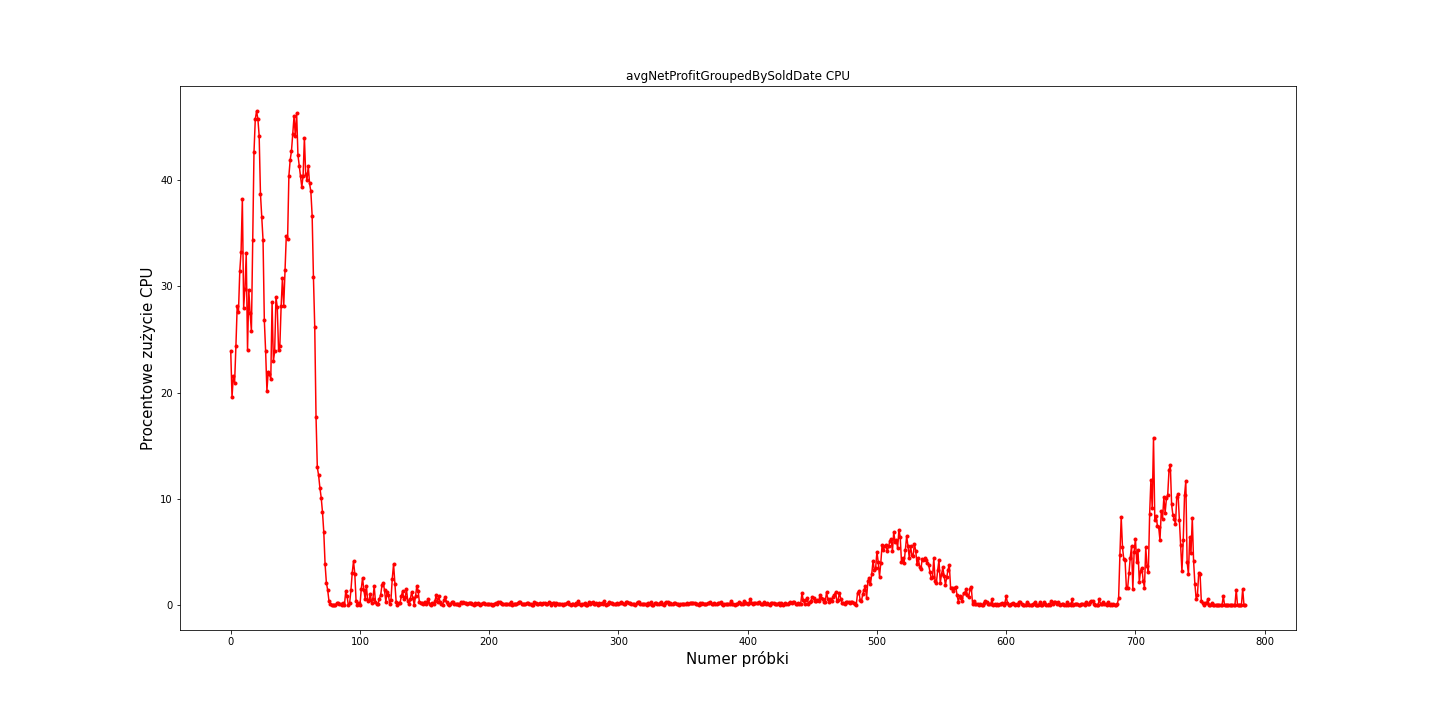 avgNetProfitGroupedBySoldDate CPU
Procentowe zużycie CPU
40
30
20
10
0
0 100 200 300 400 500 600 700 800
Numer próbki